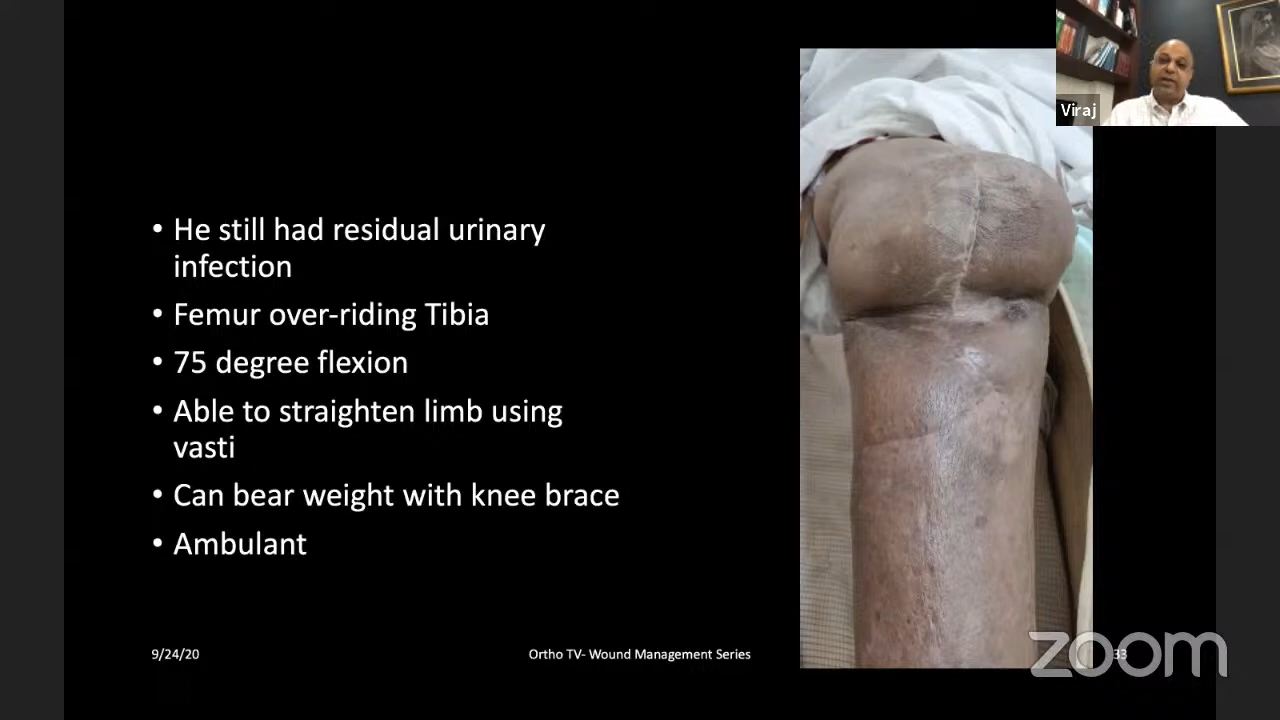 Viraj
• He still had residual urinary
infection
• Femur over-riding Tibia
• 75 degree flexion
• Able to straighten limb using
vasti
• Can bear weight with knee brace
• Ambulant
9/24/20
Ortho TV- Wound Management Series
33
zoom